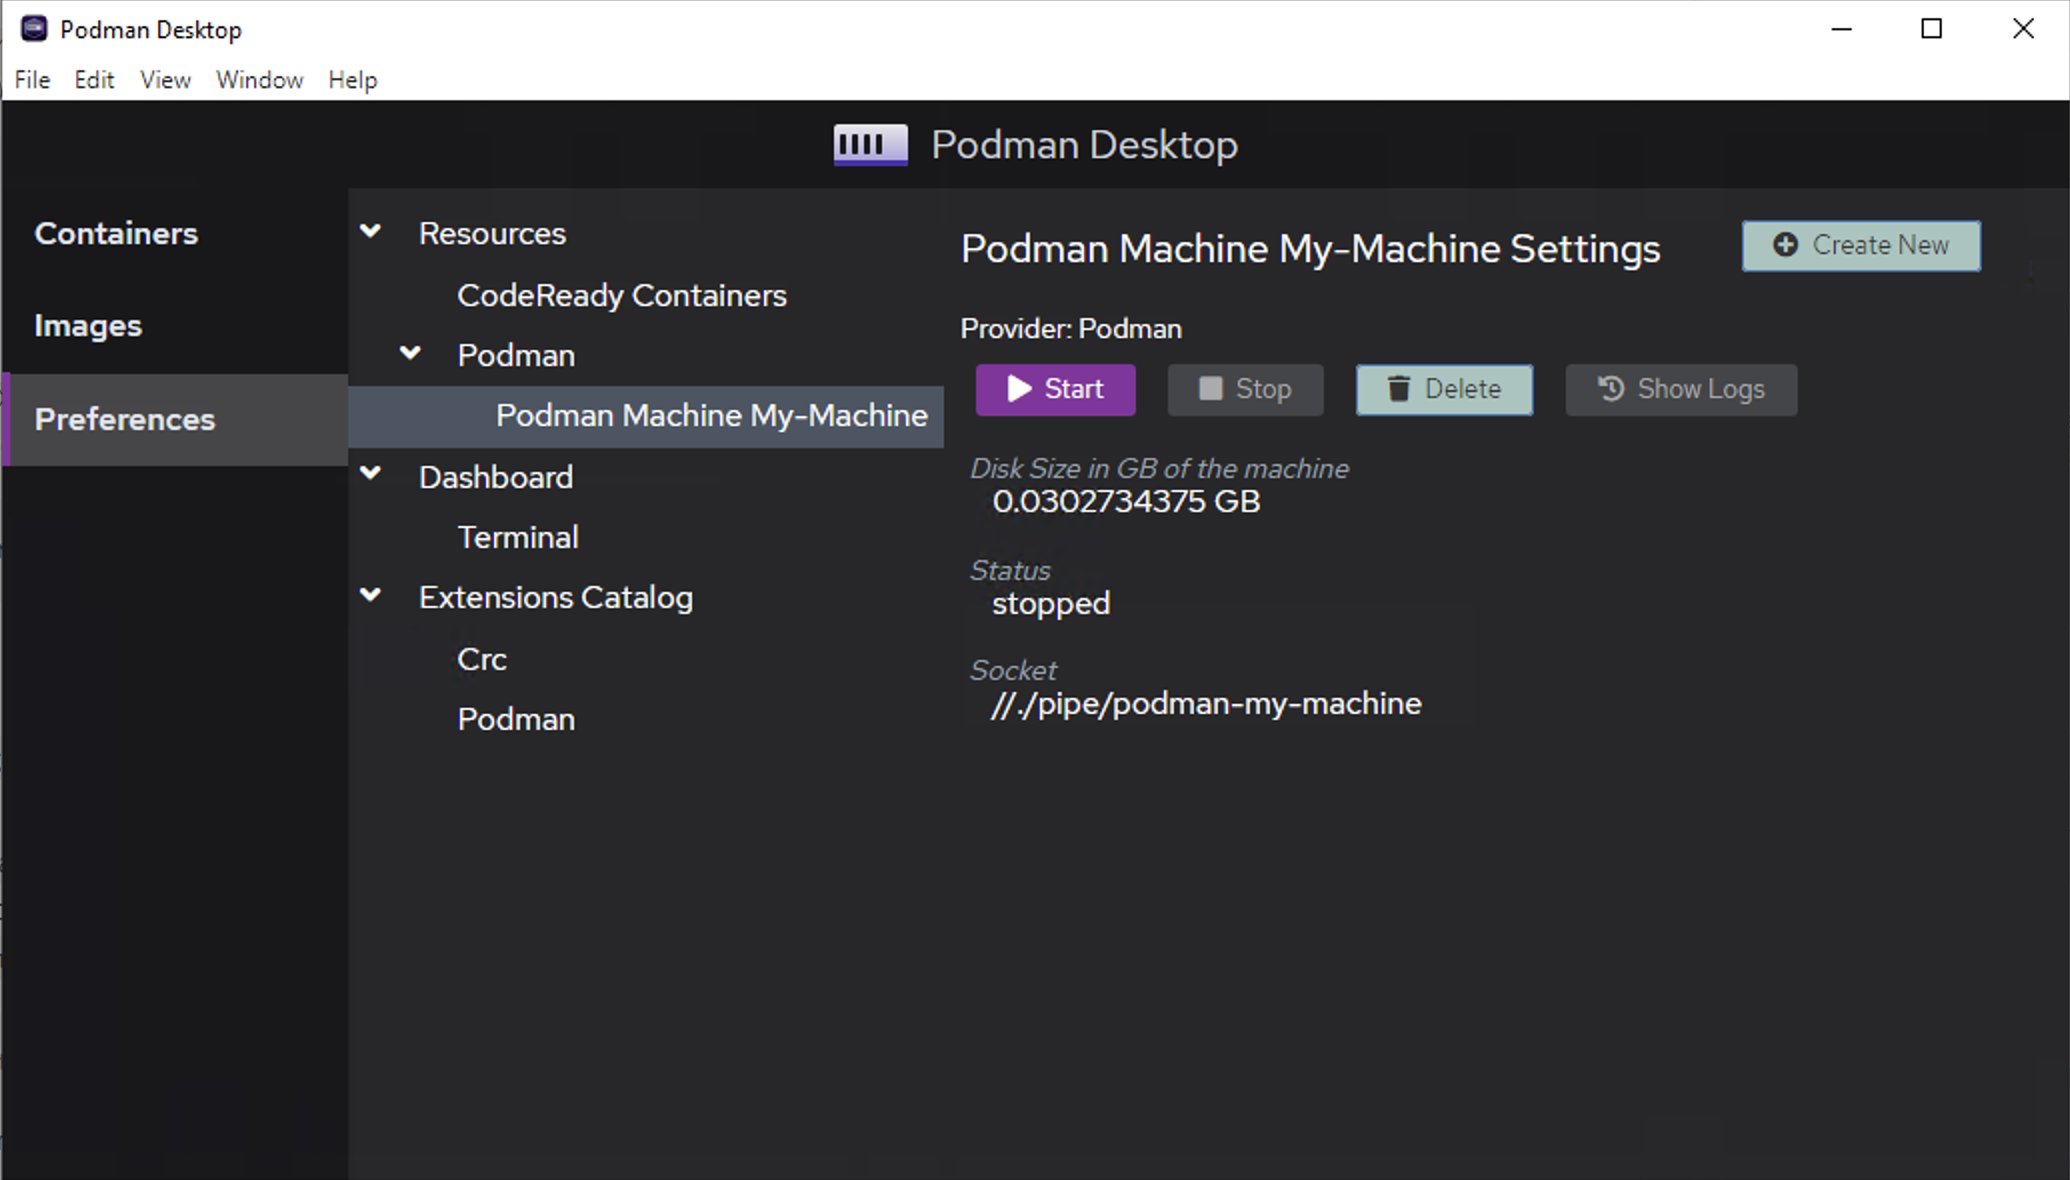 Podman Desktop
File Edit View Window Help
Podman Desktop
Containers
Images
Preferences
Resources
CodeReady Containers
Podman
Podman Machine My-Machine
Dashboard
Terminal
Extensions Catalog
Crc
Podman
Podman Machine My-Machine Settings
Create New
Provider: Podman
Start Stop Delete Show Logs
Disk Size in GB of the machine
0.0302734375 GB
Status
stopped
Socket
//./pipe/podman-my-machine